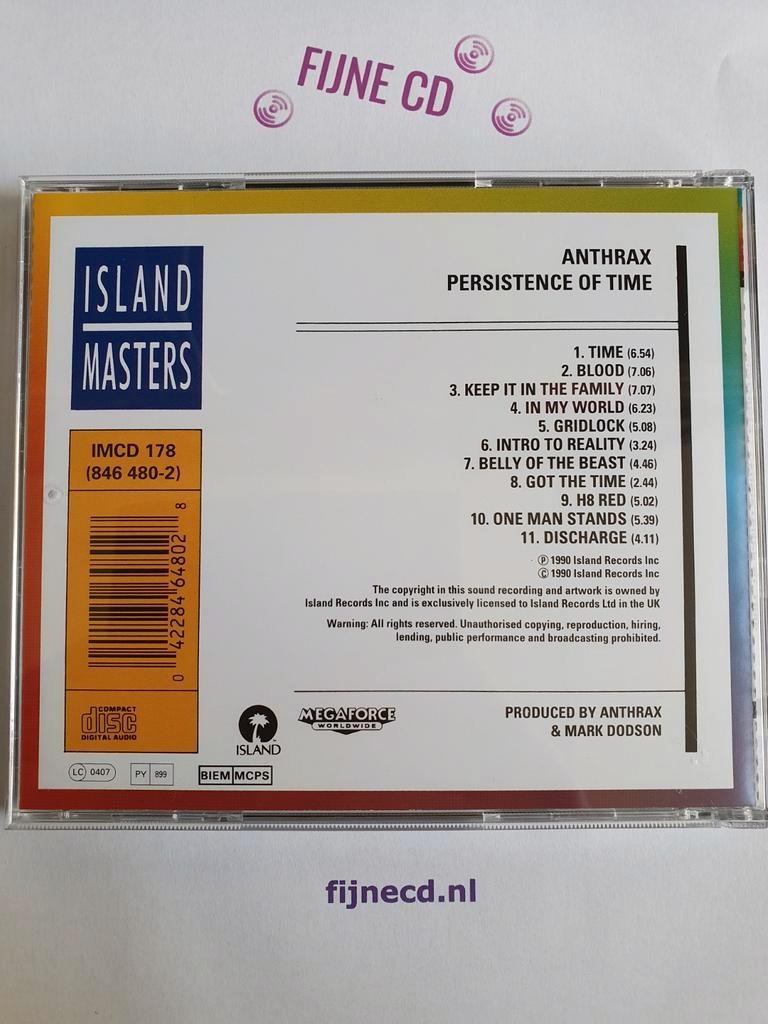 FIJNE CD
ISLAND
MASTERS
IMCD 178
(846 480-2)
0 42284 64802 8
COMPACT
disc
DIGITAL AUDIO
LC 0407
PY 899
BIEM MCPS
ANTHRAX
PERSISTENCE OF TIME
1. TIME (6.54)
2. BLOOD (7.06)
3. KEEP IT IN THE FAMILY (7.07)
4. IN MY WORLD (6.23)
5. GRIDLOCK (5.08)
6. INTRO TO REALITY (3.24)
7. BELLY OF THE BEAST (4.46)
8. GOT THE TIME (2.44)
9. H8 RED (5.02)
10. ONE MAN STANDS (5.39)
11. DISCHARGE (4.11)
Ⓟ 1990 Island Records Inc
© 1990 Island Records Inc
The copyright in this sound recording and artwork is owned by
Island Records Inc and is exclusively licensed to Island Records Ltd in the UK
Warning: All rights reserved. Unauthorised copying, reproduction, hiring,
lending, public performance and broadcasting prohibited.
ISLAND
MEGAFORCE
WORLDWIDE
PRODUCED BY ANTHRAX
& MARK DODSON
fijnecd.nl